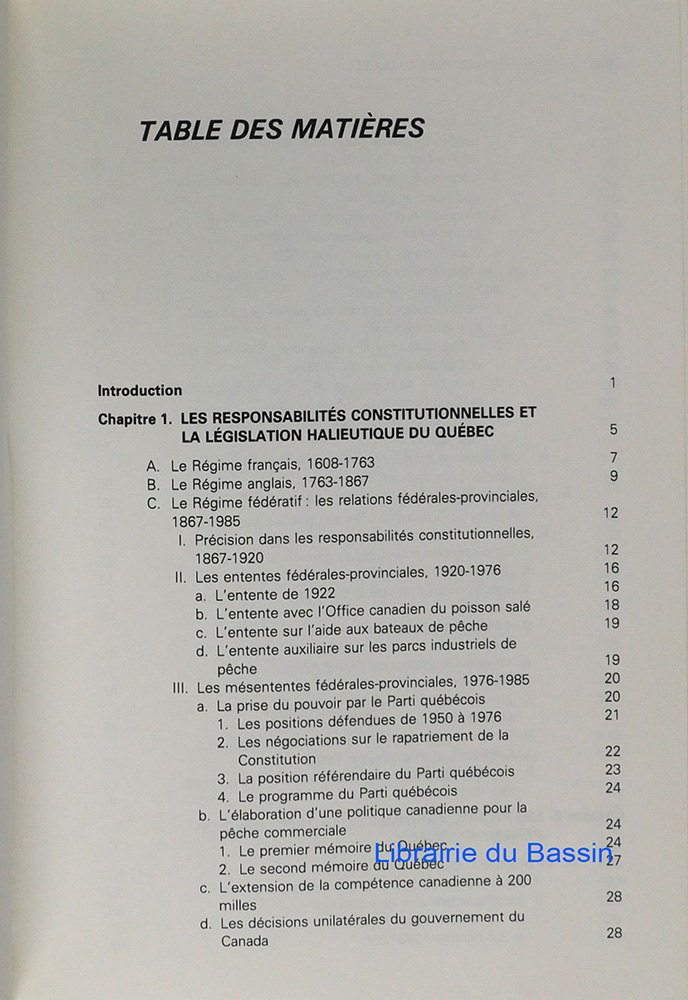 TABLE DES MATIÈRES
Introduction 1
Chapitre 1. LES RESPONSABILITÉS CONSTITUTIONNELLES ET
LA LÉGISLATION HALIEUTIQUE DU QUÉBEC 5
A. Le Régime français, 1608-1763 7
B. Le Régime anglais, 1763-1867 9
C. Le Régime fédératif : les relations fédérales-provinciales,
1867-1985 12
I. Précision dans les responsabilités constitutionnelles,
1867-1920 12
II. Les ententes fédérales-provinciales, 1920-1976 16
a. L'entente de 1922 16
b. L'entente avec l'Office canadien du poisson salé 18
c. L'entente sur l'aide aux bateaux de pêche 19
d. L'entente auxiliaire sur les parcs industriels de
pêche 19
III. Les mésententes fédérales-provinciales, 1976-1985 20
a. La prise du pouvoir par le Parti québécois 20
1. Les positions défendues de 1950 à 1976 21
2. Les négociations sur le rapatriement de la
Constitution 22
3. La position référendaire du Parti québécois 23
4. Le programme du Parti québécois 24
b. L'élaboration d'une politique canadienne pour la
pêche commerciale 24
1. Le premier mémoire du Québec 24
Librairie du Bassin
2. Le second mémoire du Québec 27
c. L'extension de la compétence canadienne à 200
milles 28
d. Les décisions unilatérales du gouvernement du
Canada 28